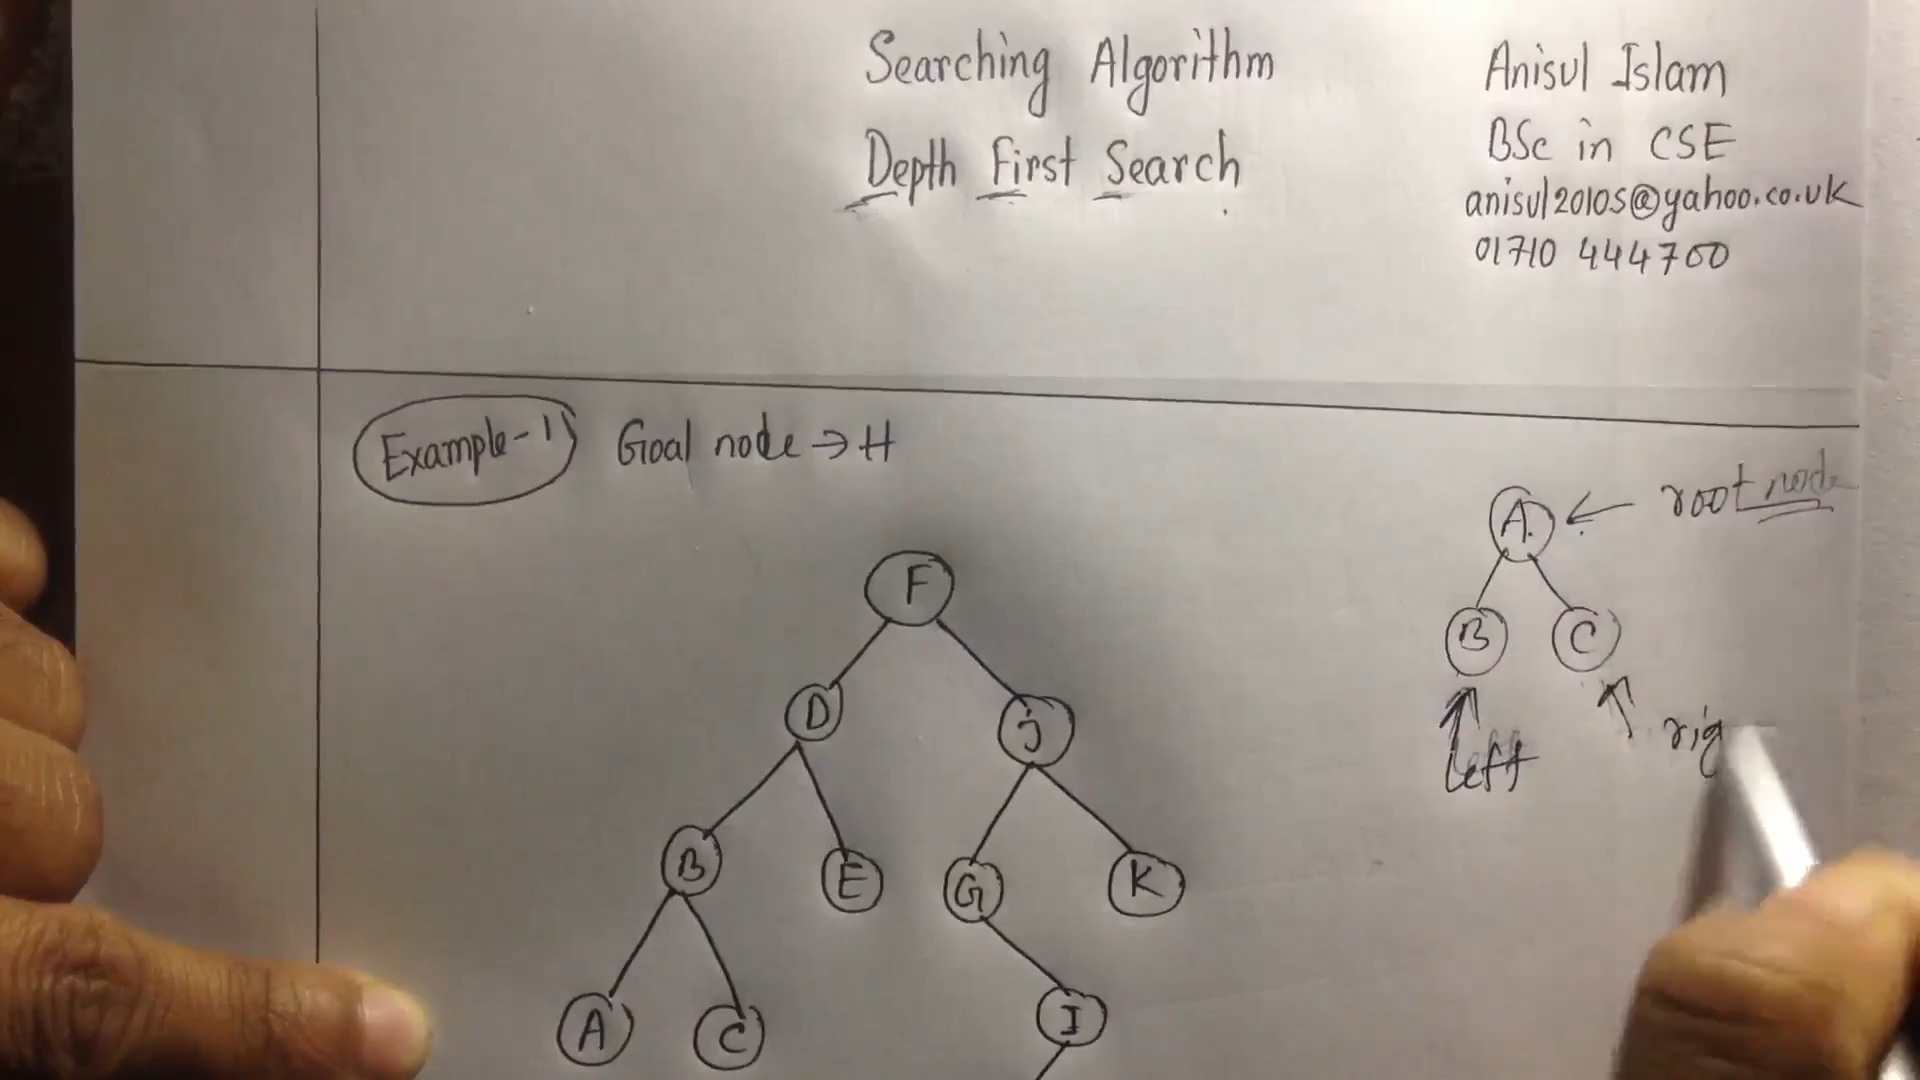 Searching Algorithm
Depth First Search
Anisul Islam
BSc in CSE
anisul2010s@yahoo.co.uk
01710 444700
Example-1
Goal node → H
F
D
J
B
E
G
K
A
C
I
A
← root node
B
C
left
rig